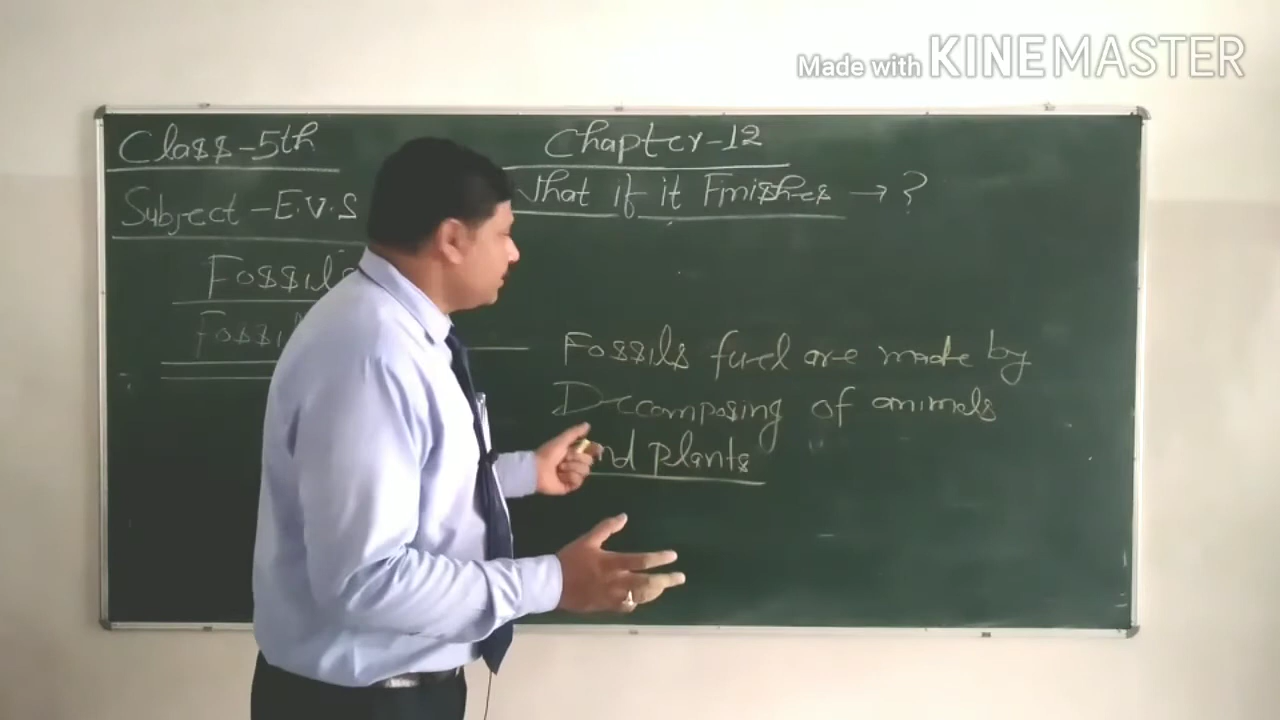 Made with KINEMASTER
Class-5th
Chapter-12
Subject-E.V.S
What if it Finishes → ?
Fossils
Fossils fuel are made by
Decomposing of animals
and plants